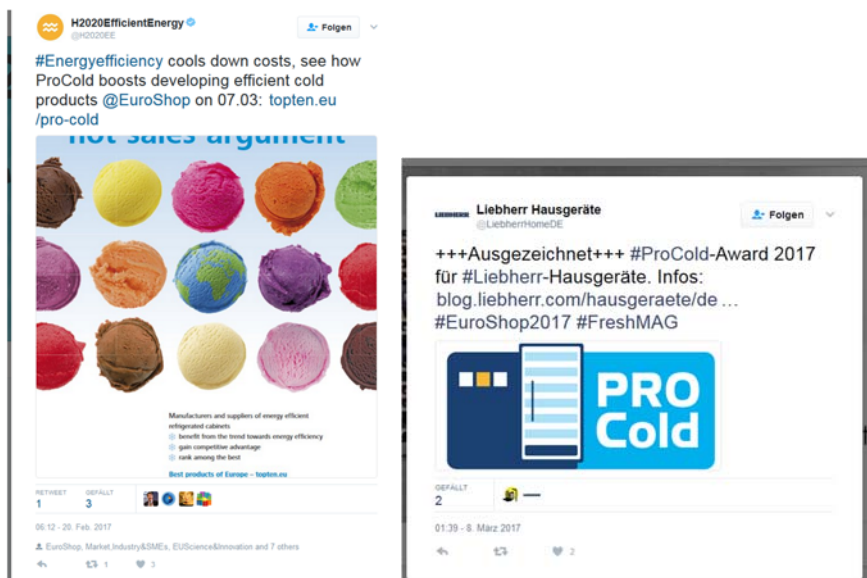 H2020EfficientEnergy
@H2020EE
Folgen
#Energyefficiency cools down costs, see how
ProCold boosts developing efficient cold
products @EuroShop on 07.03: topten.eu
/pro-cold
hot sales argument
Manufacturers and suppliers of energy efficient
refrigerated cabinets
benefit from the trend towards energy efficiency
gain competitive advantage
rank among the best
Best products of Europe – topten.eu
RETWEET GEFÄLLT
1 3
06:12 - 20. Feb. 2017
EuroShop, Market,Industry&SMEs, EUScience&Innovation and 7 others
1 3
LIEBHERR Liebherr Hausgeräte
@LiebherrHomeDE
Folgen
+++Ausgezeichnet+++ #ProCold-Award 2017
für #Liebherr-Hausgeräte. Infos:
blog.liebherr.com/hausgeraete/de ...
#EuroShop2017 #FreshMAG
PRO
Cold
GEFÄLLT
2
01:39 - 8. März 2017
2